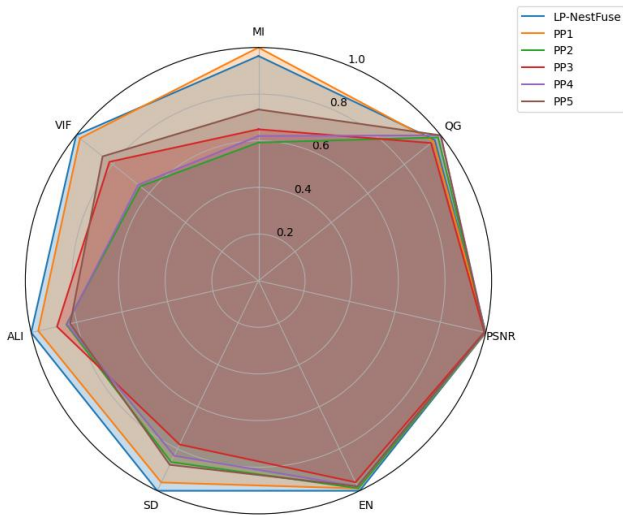 MI
1.0
0.8
0.6
0.4
0.2
VIF
QG
ALI
PSNR
SD
EN
LP-NestFuse
PP1
PP2
PP3
PP4
PP5